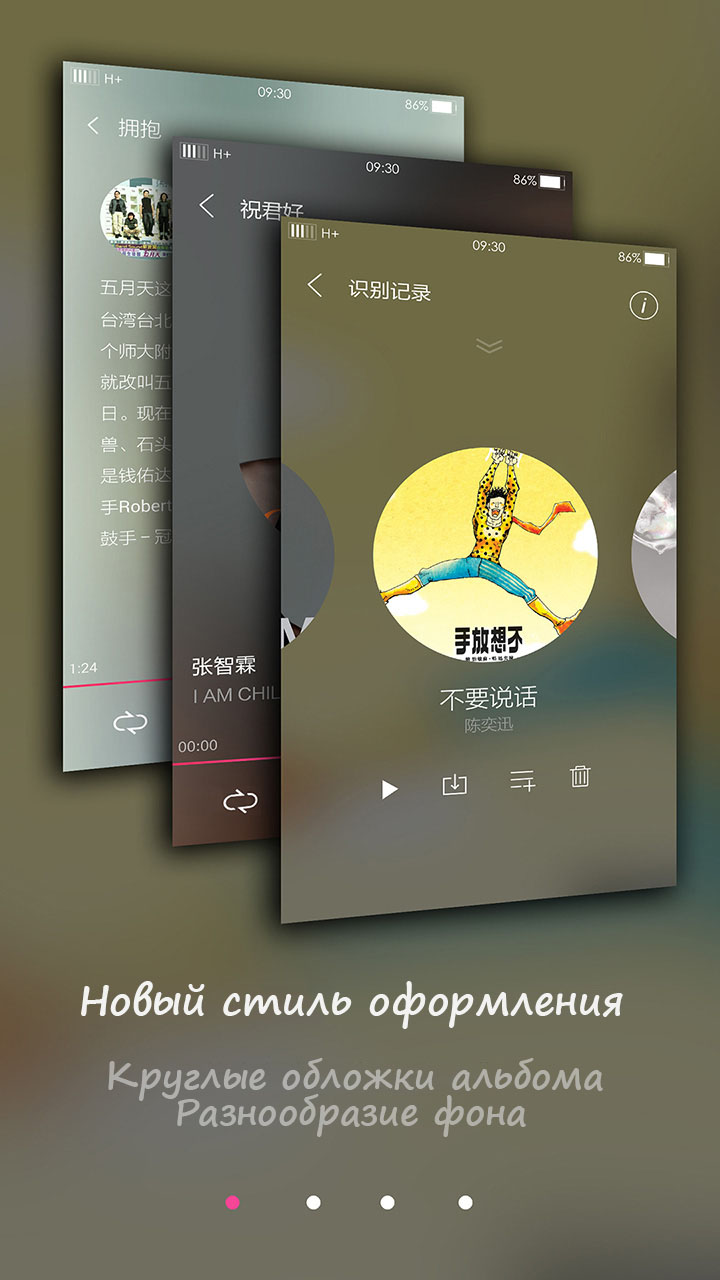 H+
09:30
86%
拥抱
五月天这
台湾台北
个师大附
就改叫五
日。现在
兽、石头
是钱佑达
手Robert
鼓手－冠
1:24
H+
09:30
86%
祝君好
张智霖
I AM CHIL
00:00
H+
09:30
86%
识别记录
i
手放想不
不要说话
陈奕迅
Новый стиль оформления
Круглые обложки альбома
Разнообразие фона